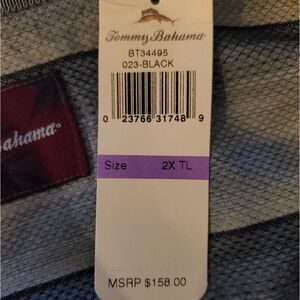 Tommy Bahama
BT34495
023-BLACK
0 23766 31748 9
ahama
Size 2X TL
MSRP $158.00